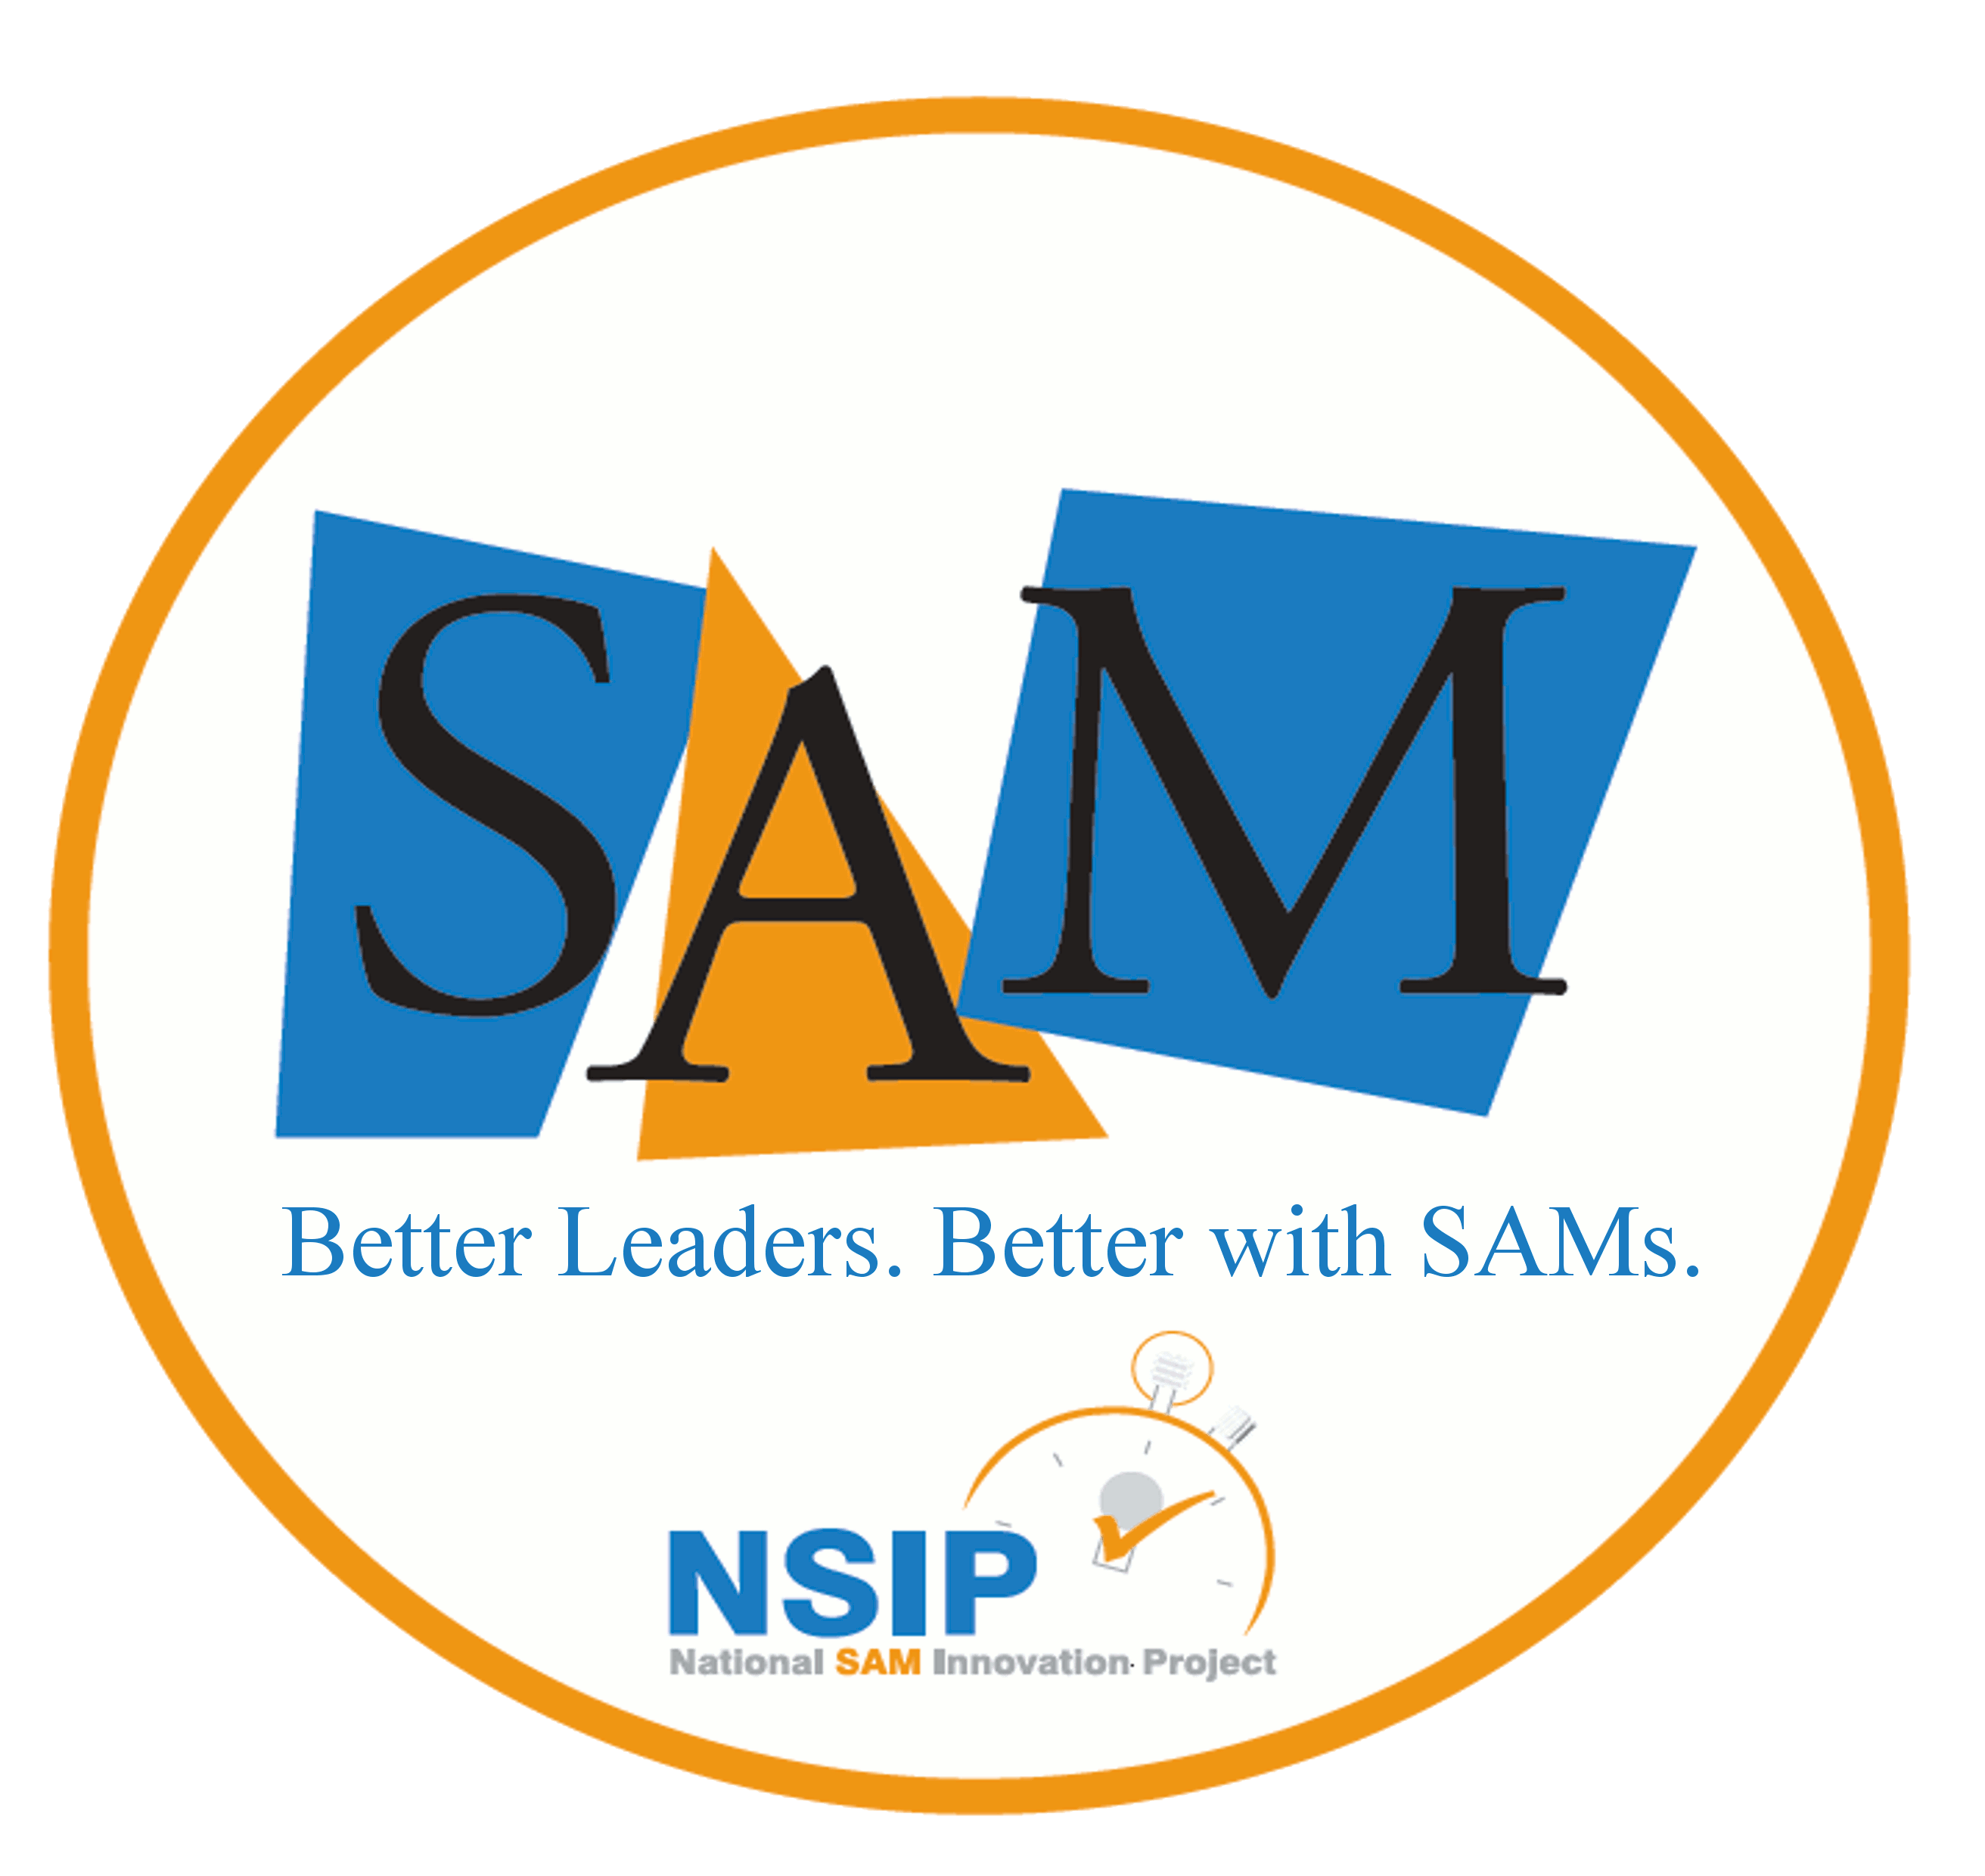 SAM
Better Leaders. Better with SAMs.
NSIP
National SAM Innovation Project